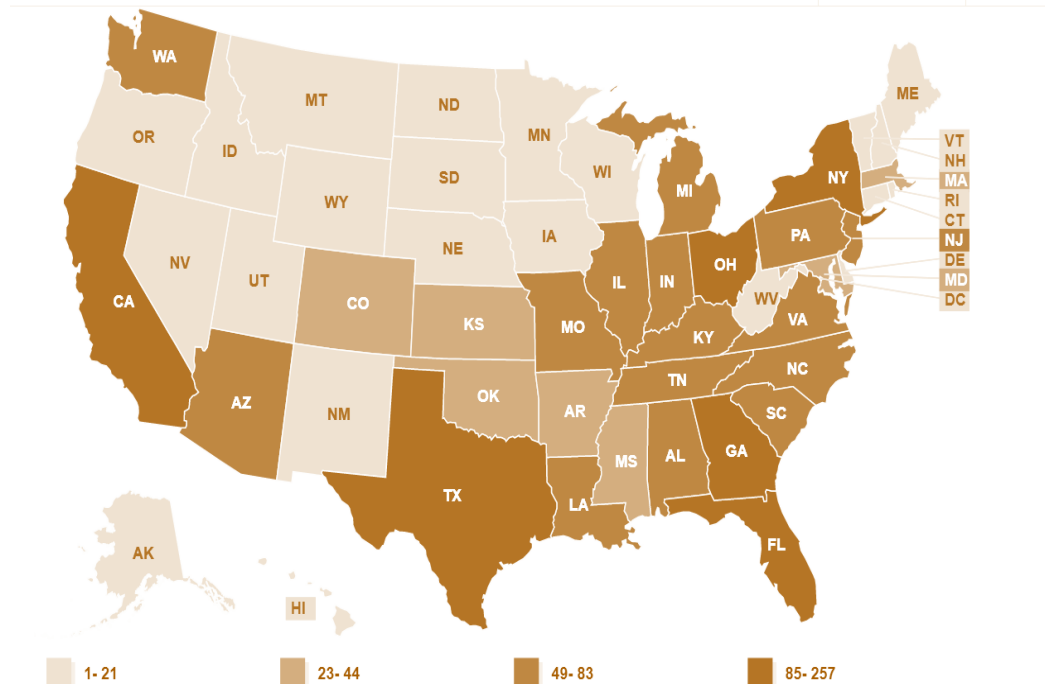 WA
ME
MT
ND
OR
MN
VT
ID
NH
WI
SD
MA
NY
MI
WY
RI
CT
PA
IA
NJ
NE
DE
NV
OH
UT
IL
IN
MD
WV
DC
CA
CO
VA
KS
MO
KY
NC
TN
OK
AZ
AR
NM
SC
GA
MS
AL
TX
LA
FL
AK
HI
1- 21
23- 44
49- 83
85- 257